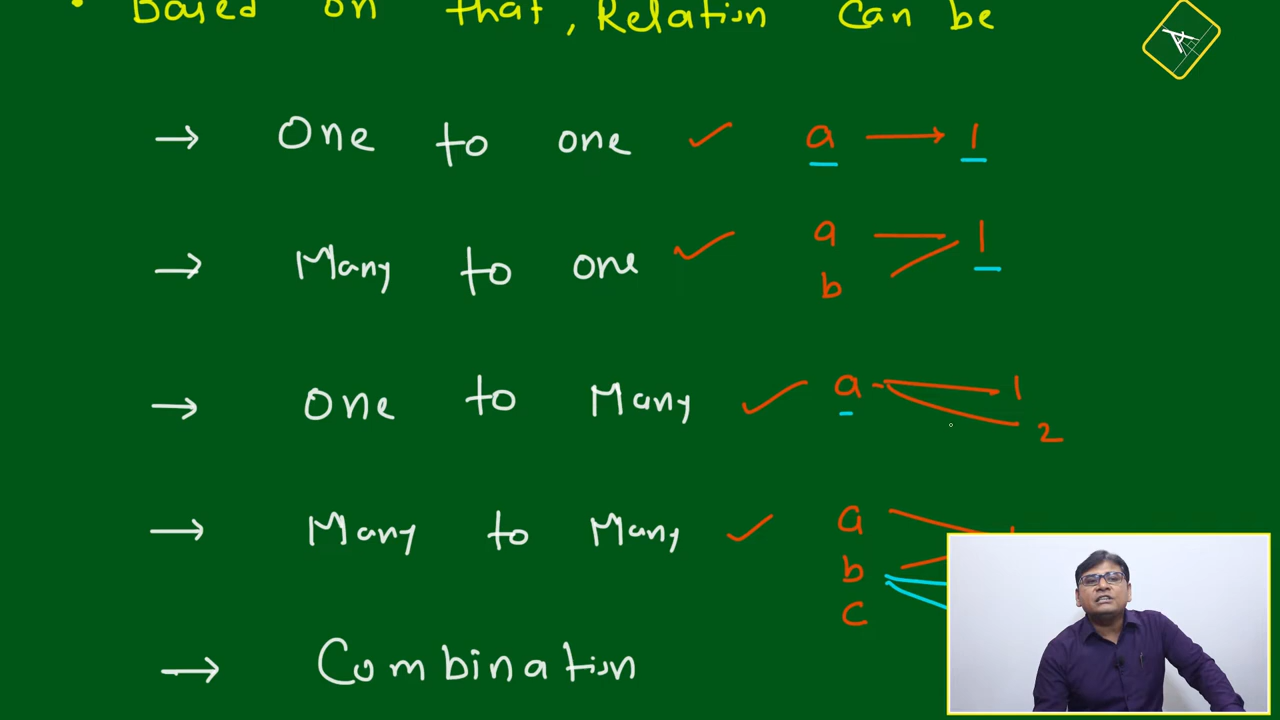 • Based on that, Relation can be
→ One to one ✓ a → 1
→ Many to one ✓ a 1
b
→ One to Many ✓ a 1
2
→ Many to Many ✓ a
b
c
→ Combination